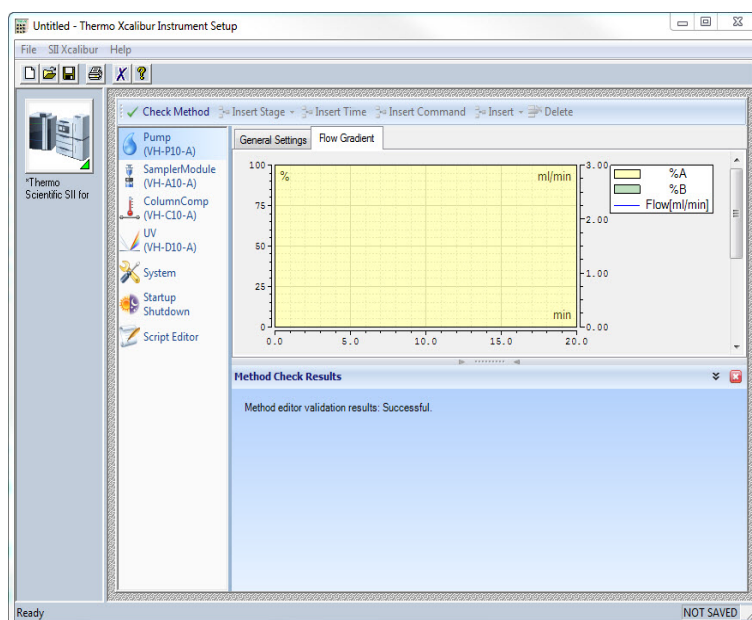 Untitled - Thermo Xcalibur Instrument Setup
File SII Xcalibur Help
*Thermo
Scientific SII for
Check Method Insert Stage Insert Time Insert Command Insert Delete
Pump
(VH-P10-A)
SamplerModule
(VH-A10-A)
ColumnComp
(VH-C10-A)
UV
(VH-D10-A)
System
Startup
Shutdown
Script Editor
General Settings Flow Gradient
% ml/min
100
75
50
25
0
3.00
2.00
1.00
0.00
min
0.0 5.0 10.0 15.0 20.0
%A
%B
Flow[ml/min]
Method Check Results
Method editor validation results: Successful.
Ready NOT SAVED